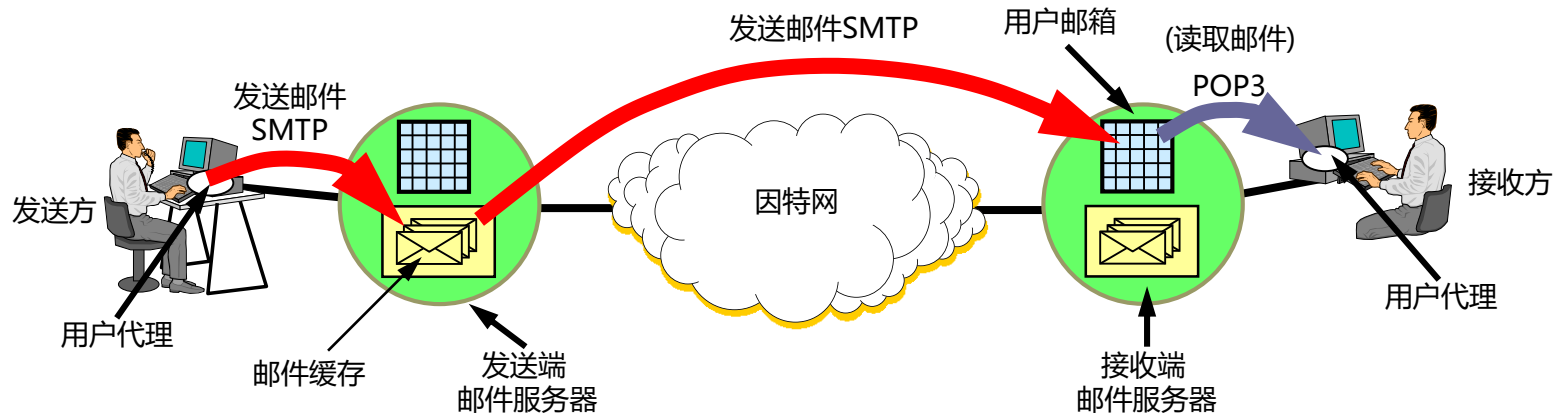 发送邮件SMTP
用户邮箱
(读取邮件)
POP3
发送邮件
SMTP
发送方
因特网
接收方
用户代理
邮件缓存
发送端
邮件服务器
接收端
邮件服务器
用户代理